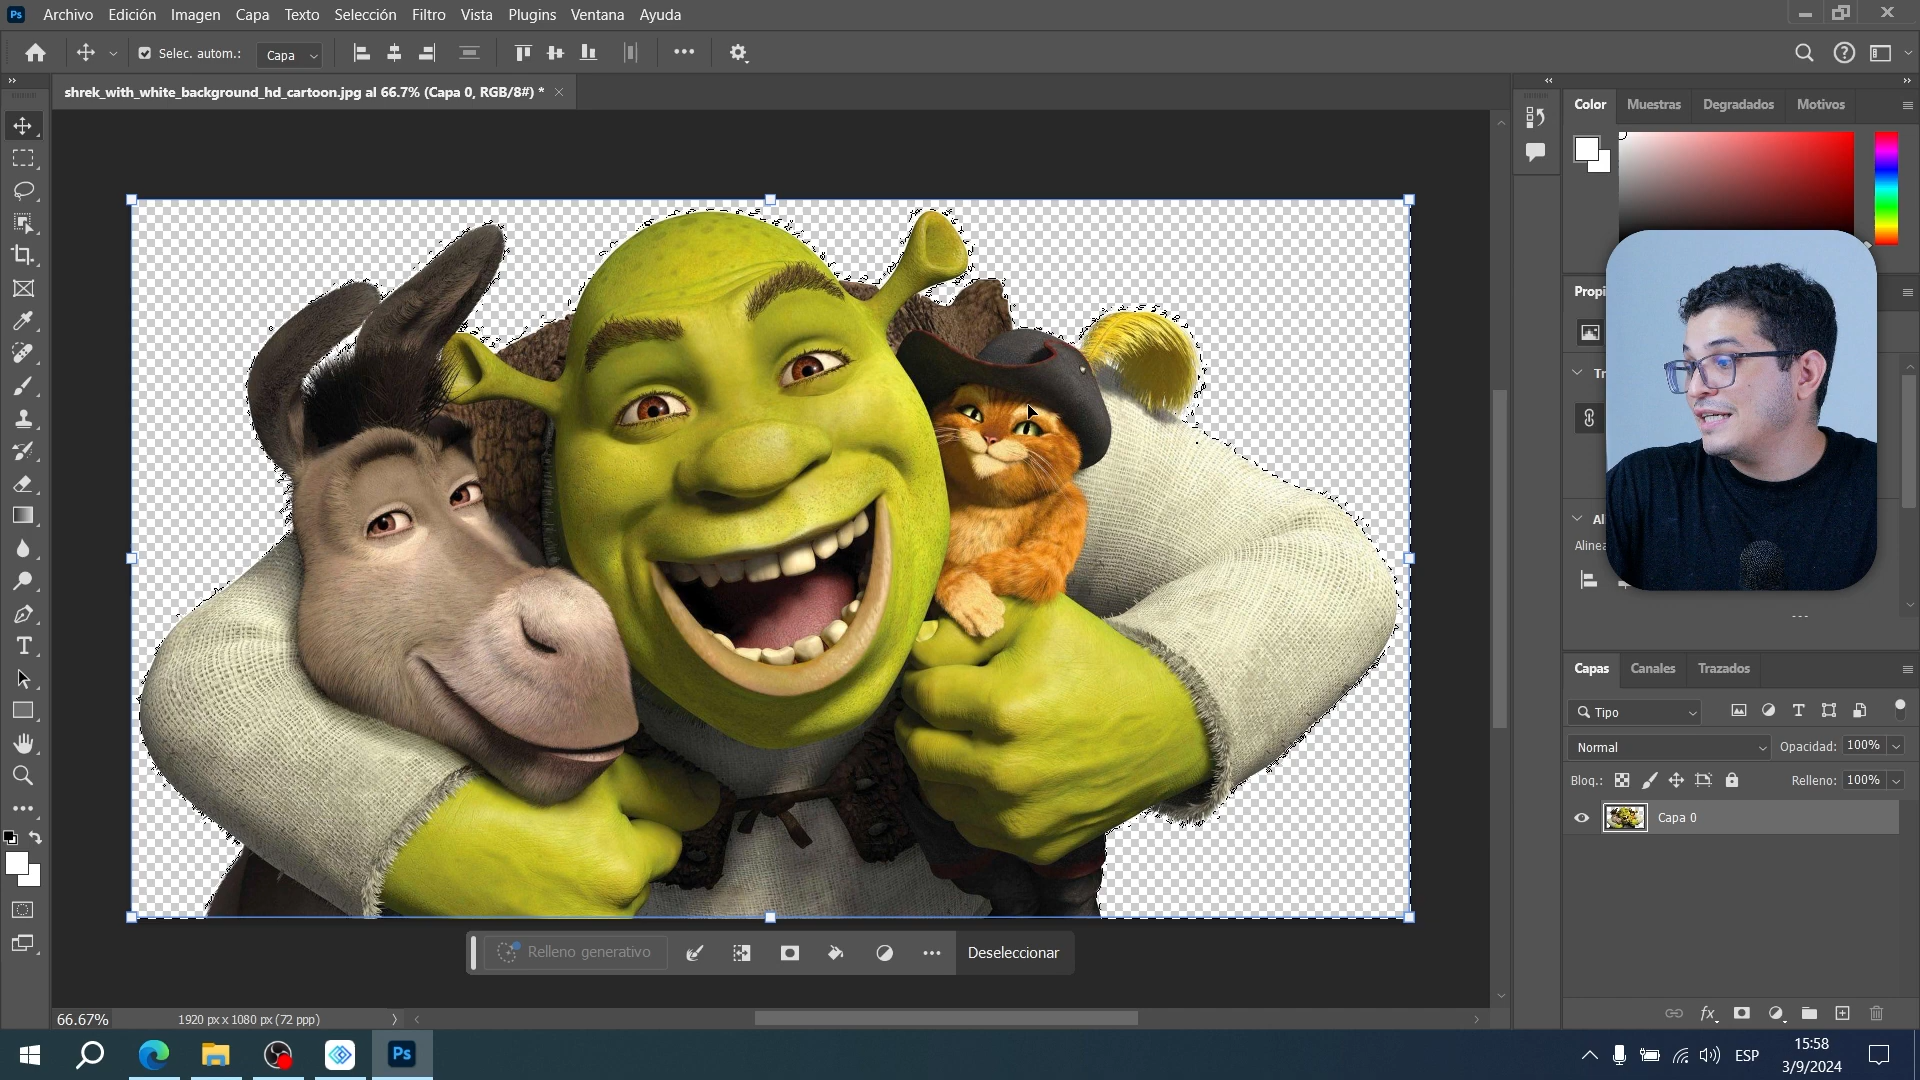 Ps Archivo Edición Imagen Capa Texto Selección Filtro Vista Plugins Ventana Ayuda
Selec. autom.: Capa
shrek_with_white_background_hd_cartoon.jpg al 66.7% (Capa 0, RGB/8#) *
Color Muestras Degradados Motivos
Propi
Tr
Al
Alinea
Relleno generativo
Deseleccionar
Capas Canales Trazados
Tipo
Normal Opacidad: 100%
Bloq.: Relleno: 100%
Capa 0
fx
66.67% 1920 px x 1080 px (72 ppp)
Ps
ESP
15:58
3/9/2024